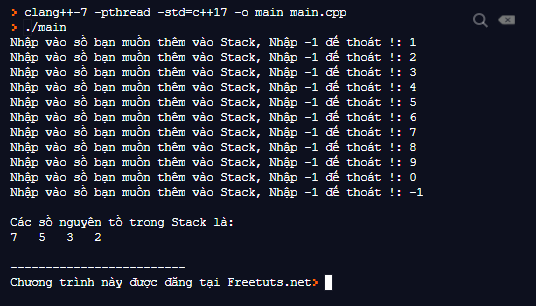 > clang++-7 -pthread -std=c++17 -o main main.cpp
> ./main
Nhập vào số bạn muốn thêm vào Stack, Nhập -1 để thoát !: 1
Nhập vào số bạn muốn thêm vào Stack, Nhập -1 để thoát !: 2
Nhập vào số bạn muốn thêm vào Stack, Nhập -1 để thoát !: 3
Nhập vào số bạn muốn thêm vào Stack, Nhập -1 để thoát !: 4
Nhập vào số bạn muốn thêm vào Stack, Nhập -1 để thoát !: 5
Nhập vào số bạn muốn thêm vào Stack, Nhập -1 để thoát !: 6
Nhập vào số bạn muốn thêm vào Stack, Nhập -1 để thoát !: 7
Nhập vào số bạn muốn thêm vào Stack, Nhập -1 để thoát !: 8
Nhập vào số bạn muốn thêm vào Stack, Nhập -1 để thoát !: 9
Nhập vào số bạn muốn thêm vào Stack, Nhập -1 để thoát !: 0
Nhập vào số bạn muốn thêm vào Stack, Nhập -1 để thoát !: -1
Các số nguyên tố trong Stack là:
7 5 3 2
-------------------------
Chương trình này được đăng tại Freetuts.net>